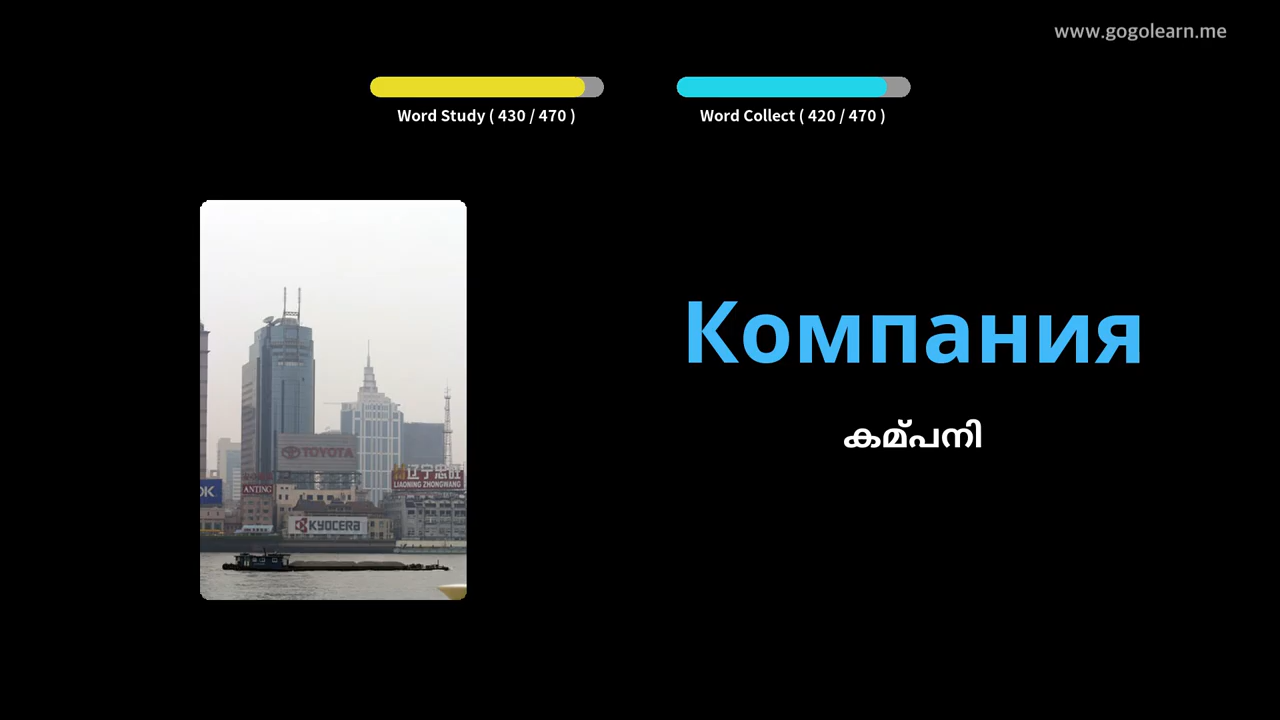 www.gogolearn.me
Word Study ( 430 / 470 )
Word Collect ( 420 / 470 )
Компания
കമ്പനി
TOYOTA
辽宁忠旺
LIAONING ZHONGWANG
ANTING
KYOCERA